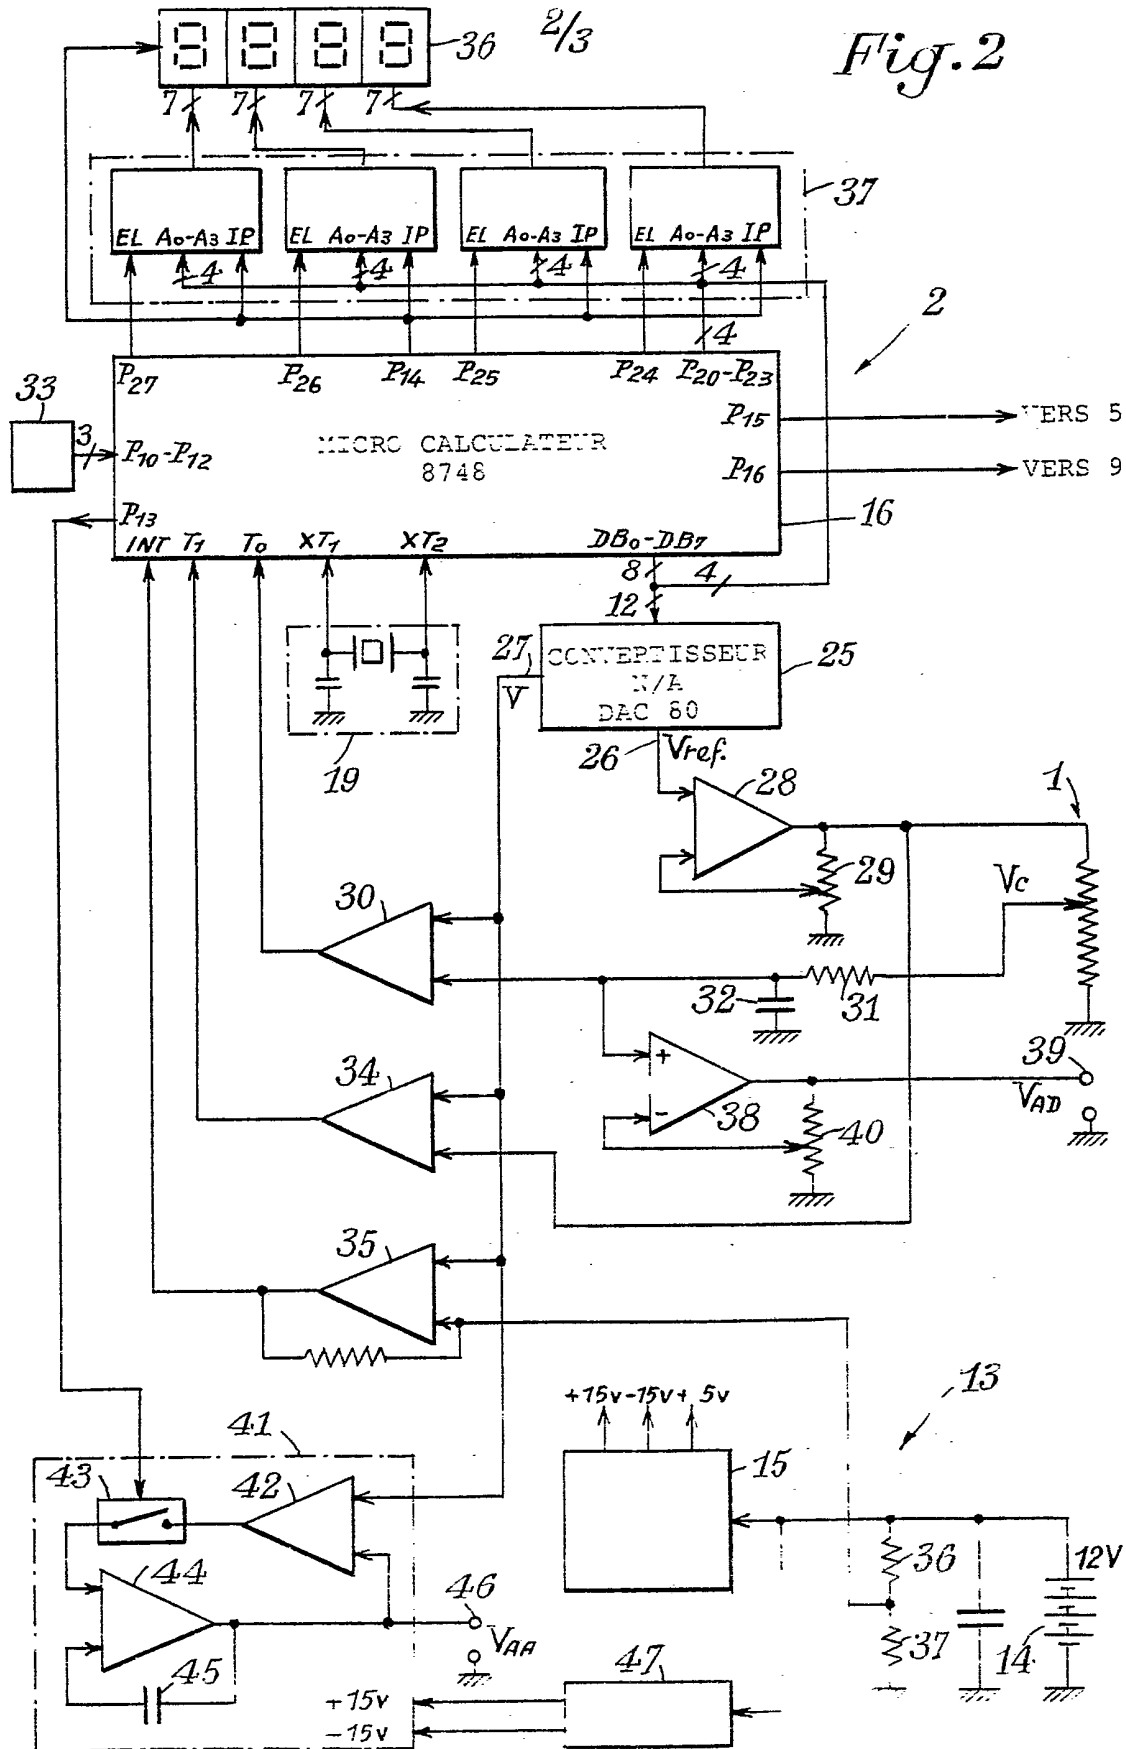 2/3
Fig.2
36
7 7 7 7
37
EL A0-A3 IP EL A0-A3 IP EL A0-A3 IP EL A0-A3 IP
4 4 4 4
4
2
P27 P26 P14 P25 P24 P20-P23
33
3
P10-P12
MICRO CALCULATEUR
8748
P15
VERS 5
P16
VERS 9
P13
16
INT T1 T0 XT1 XT2 DB0-DB7
8 4
12
27
V
CONVERTISSEUR
N/A
DAC 80
25
19
26
Vref.
28
1
29
Vc
30
32
31
34
+
-
38
39
VAD
40
35
13
+15v -15v + 5v
41
15
43
42
36
12V
44
46
VAA
37
14
45
47
+15v
-15v